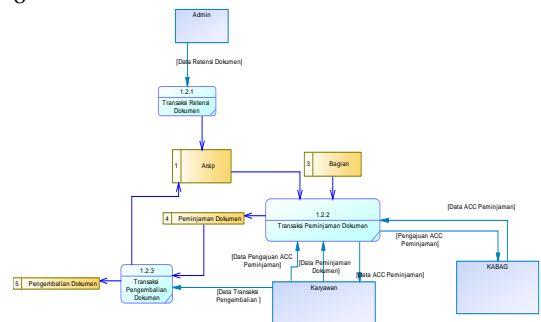 Admin
[Data Retensi Dokumen]
1.2.1
Transaksi Retensi
Dokumen
1
Arsip
3
Bagian
[Data ACC Peminjaman]
1.2.2
Transaksi Peminjaman Dokumen
4
Peminjaman Dokumen
[Pengajuan ACC
Peminjaman]
[Data Pengajuan ACC
Peminjaman]
[Data Peminjaman
Dokumen]
[Data ACC Peminjaman]
KABAG
1.2.3
Transaksi
Pengembalian
Dokumen
5
Pengembalian Dokumen
[Data Transaksi
Pengembalian ]
Karyawan